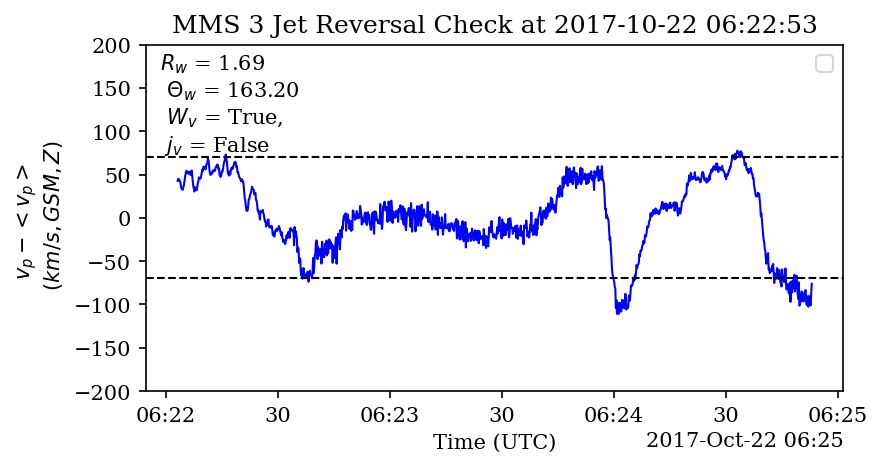 MMS 3 Jet Reversal Check at 2017-10-22 06:22:53
R_w = 1.69
Θ_w = 163.20
W_v = True,
j_v = False
v_p − < v_p >
(km/s, GSM, Z)
200
150
100
50
0
−50
−100
−150
−200
06:22 30 06:23 30 06:24 30 06:25
Time (UTC) 2017-Oct-22 06:25